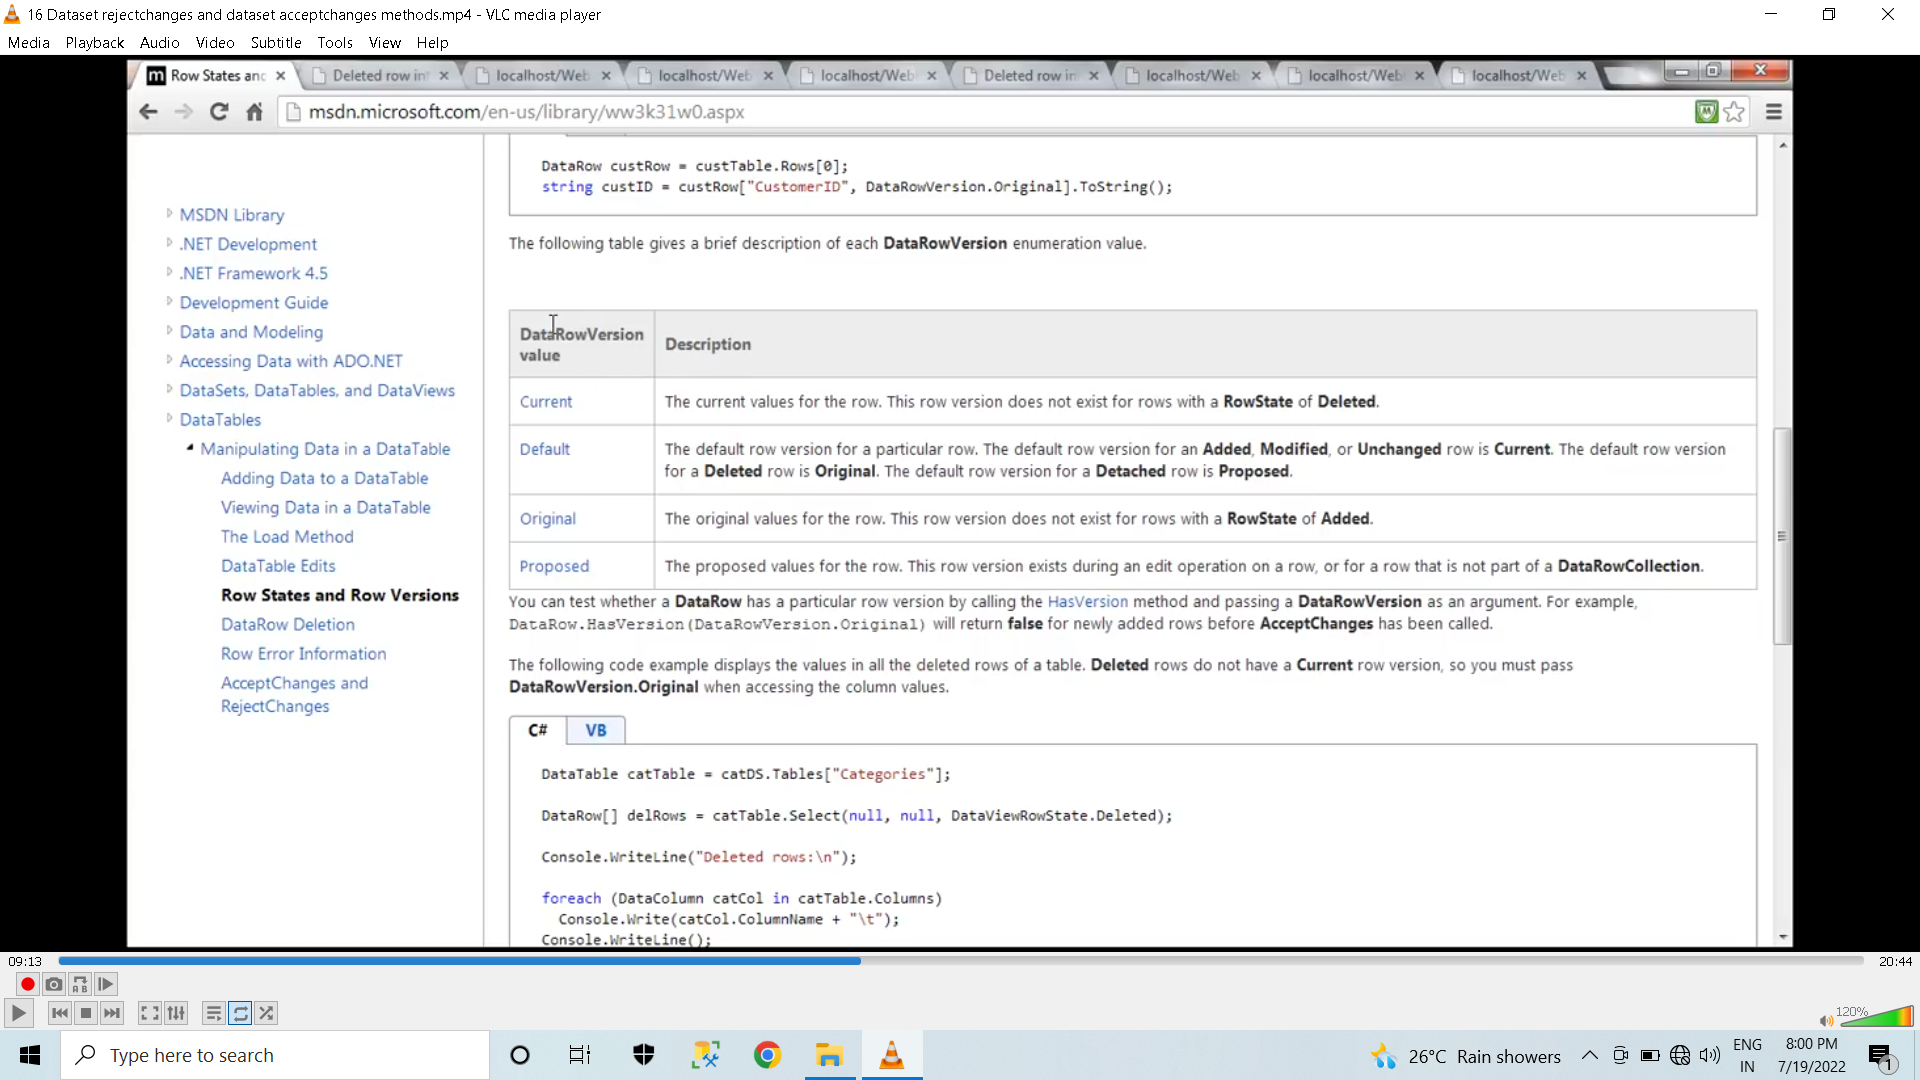 16 Dataset rejectchanges and dataset acceptchanges methods.mp4 - VLC media player
Media Playback Audio Video Subtitle Tools View Help
m Row States and Deleted row in localhost/Web localhost/Web localhost/Web Deleted row in localhost/Web localhost/Web localhost/Web
msdn.microsoft.com/en-us/library/ww3k31w0.aspx
MSDN Library
.NET Development
.NET Framework 4.5
Development Guide
Data and Modeling
Accessing Data with ADO.NET
DataSets, DataTables, and DataViews
DataTables
Manipulating Data in a DataTable
Adding Data to a DataTable
Viewing Data in a DataTable
The Load Method
DataTable Edits
Row States and Row Versions
DataRow Deletion
Row Error Information
AcceptChanges and
RejectChanges
DataRow custRow = custTable.Rows[0];
string custID = custRow["CustomerID", DataRowVersion.Original].ToString();
The following table gives a brief description of each DataRowVersion enumeration value.
DataRowVersion
value
Description
Current
The current values for the row. This row version does not exist for rows with a RowState of Deleted.
Default
The default row version for a particular row. The default row version for an Added, Modified, or Unchanged row is Current. The default row version
for a Deleted row is Original. The default row version for a Detached row is Proposed.
Original
The original values for the row. This row version does not exist for rows with a RowState of Added.
Proposed
The proposed values for the row. This row version exists during an edit operation on a row, or for a row that is not part of a DataRowCollection.
You can test whether a DataRow has a particular row version by calling the HasVersion method and passing a DataRowVersion as an argument. For example,
DataRow.HasVersion(DataRowVersion.Original) will return false for newly added rows before AcceptChanges has been called.
The following code example displays the values in all the deleted rows of a table. Deleted rows do not have a Current row version, so you must pass
DataRowVersion.Original when accessing the column values.
C# VB
DataTable catTable = catDS.Tables["Categories"];
DataRow[] delRows = catTable.Select(null, null, DataViewRowState.Deleted);
Console.WriteLine("Deleted rows:\n");
foreach (DataColumn catCol in catTable.Columns)
Console.Write(catCol.ColumnName + "\t");
Console.WriteLine();
09:13 20:44
120%
Type here to search
26°C Rain showers
ENG
IN
8:00 PM
7/19/2022
1